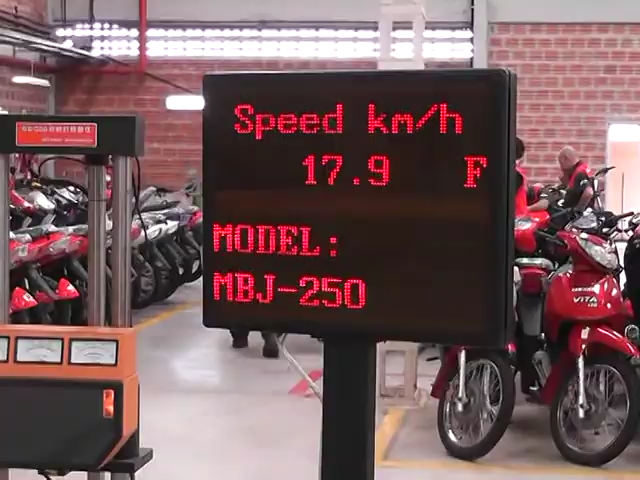 Speed km/h
17.9 F
MODEL:
MBJ-250
VITA